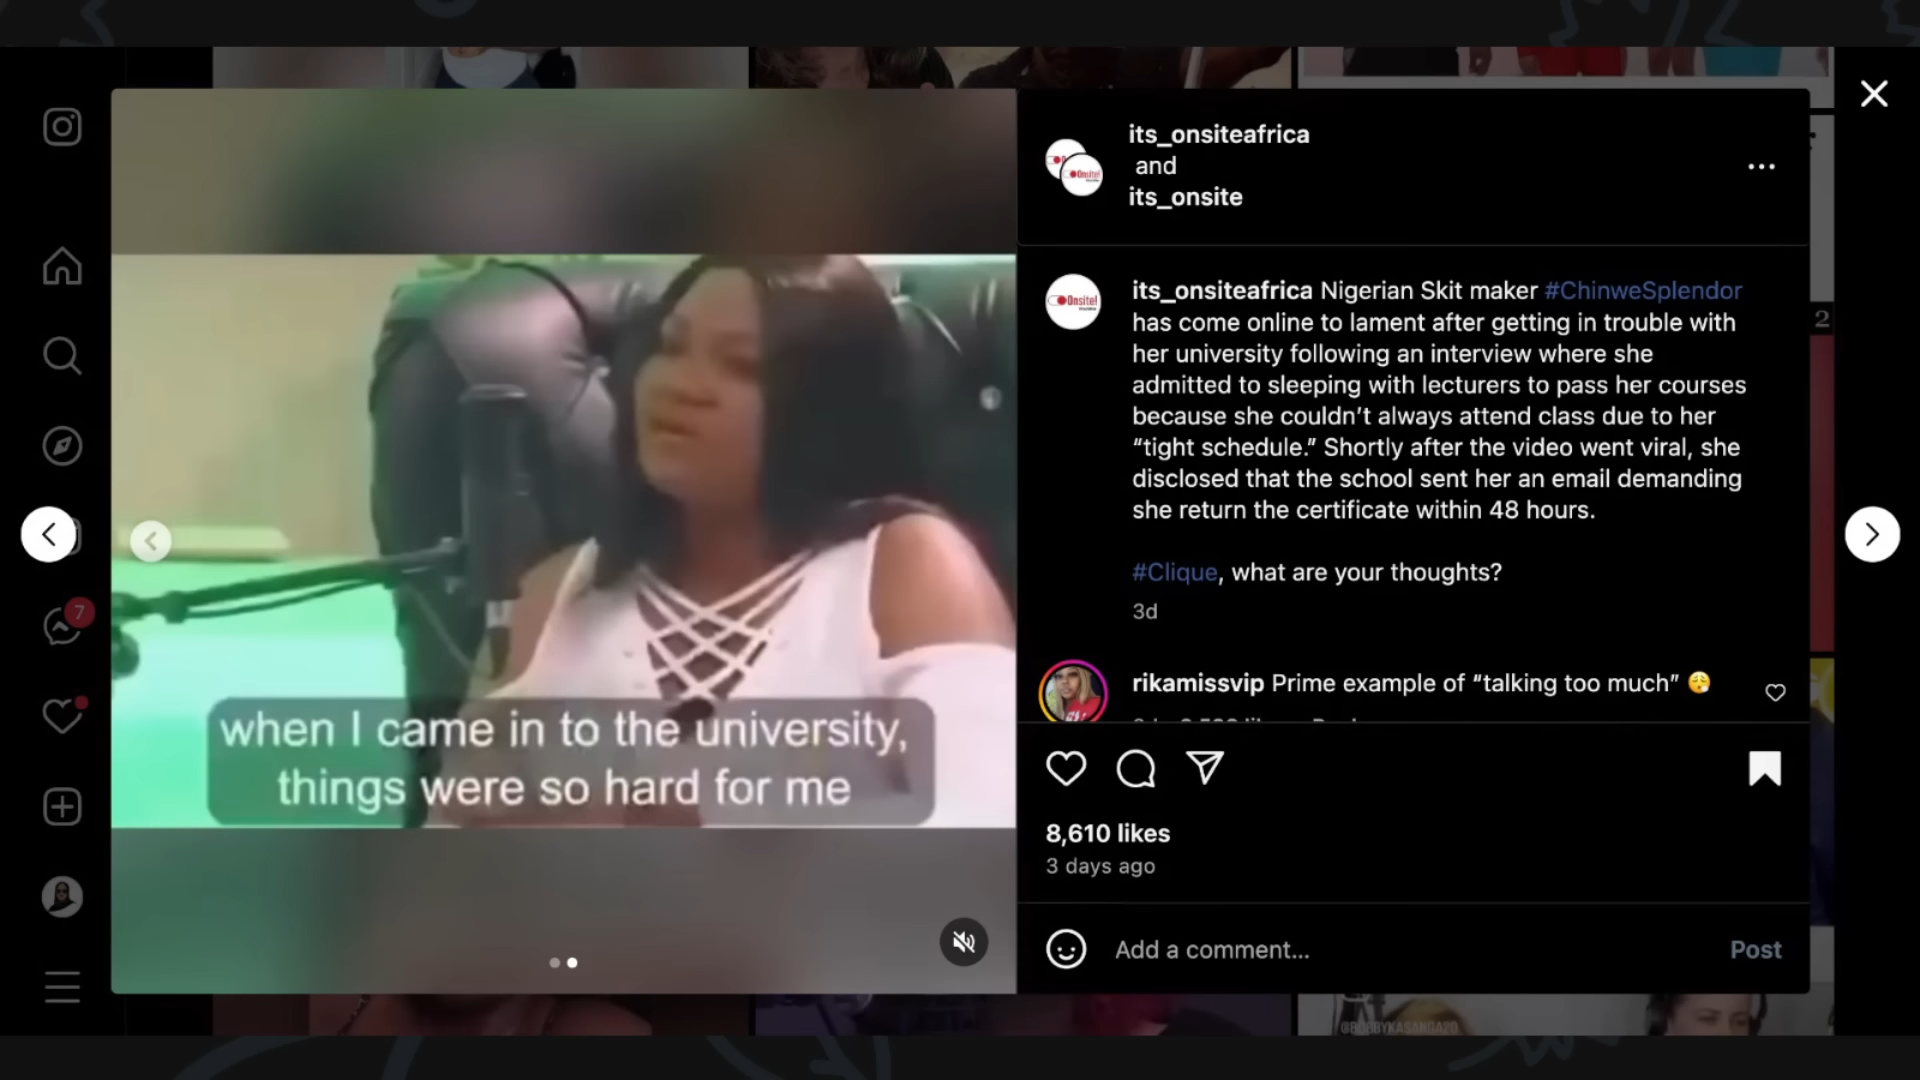 its_onsiteafrica
and
its_onsite
Onsite!
its_onsiteafrica Nigerian Skit maker #ChinweSplendor
has come online to lament after getting in trouble with
her university following an interview where she
admitted to sleeping with lecturers to pass her courses
because she couldn't always attend class due to her
“tight schedule.” Shortly after the video went viral, she
disclosed that the school sent her an email demanding
she return the certificate within 48 hours.
#Clique, what are your thoughts?
3d
rikamissvip Prime example of “talking too much” 😮‍💨
8,610 likes
3 days ago
Add a comment...
Post
when I came in to the university,
things were so hard for me
7
2
@BOBBYKASANGA20